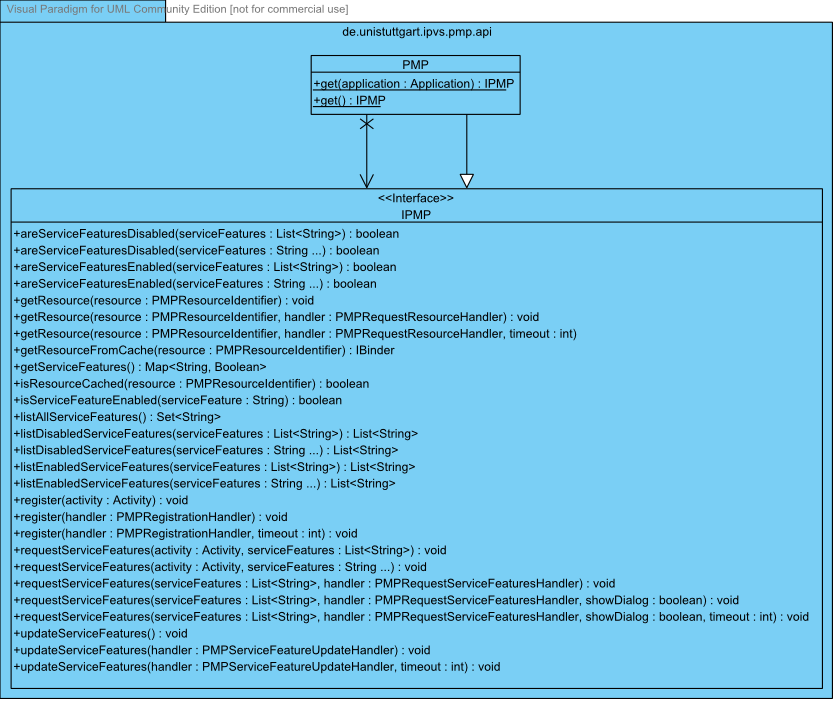 Visual Paradigm for UML Community Edition [not for commercial use]
de.unistuttgart.ipvs.pmp.api
PMP
+get(application : Application) : IPMP
+get() : IPMP
<<Interface>>
IPMP
+areServiceFeaturesDisabled(serviceFeatures : List<String>) : boolean
+areServiceFeaturesDisabled(serviceFeatures : String ...) : boolean
+areServiceFeaturesEnabled(serviceFeatures : List<String>) : boolean
+areServiceFeaturesEnabled(serviceFeatures : String ...) : boolean
+getResource(resource : PMPResourceIdentifier) : void
+getResource(resource : PMPResourceIdentifier, handler : PMPRequestResourceHandler) : void
+getResource(resource : PMPResourceIdentifier, handler : PMPRequestResourceHandler, timeout : int)
+getResourceFromCache(resource : PMPResourceIdentifier) : IBinder
+getServiceFeatures() : Map<String, Boolean>
+isResourceCached(resource : PMPResourceIdentifier) : boolean
+isServiceFeatureEnabled(serviceFeature : String) : boolean
+listAllServiceFeatures() : Set<String>
+listDisabledServiceFeatures(serviceFeatures : List<String>) : List<String>
+listDisabledServiceFeatures(serviceFeatures : String ...) : List<String>
+listEnabledServiceFeatures(serviceFeatures : List<String>) : List<String>
+listEnabledServiceFeatures(serviceFeatures : String ...) : List<String>
+register(activity : Activity) : void
+register(handler : PMPRegistrationHandler) : void
+register(handler : PMPRegistrationHandler, timeout : int) : void
+requestServiceFeatures(activity : Activity, serviceFeatures : List<String>) : void
+requestServiceFeatures(activity : Activity, serviceFeatures : String ...) : void
+requestServiceFeatures(serviceFeatures : List<String>, handler : PMPRequestServiceFeaturesHandler) : void
+requestServiceFeatures(serviceFeatures : List<String>, handler : PMPRequestServiceFeaturesHandler, showDialog : boolean) : void
+requestServiceFeatures(serviceFeatures : List<String>, handler : PMPRequestServiceFeaturesHandler, showDialog : boolean, timeout : int) : void
+updateServiceFeatures() : void
+updateServiceFeatures(handler : PMPServiceFeatureUpdateHandler) : void
+updateServiceFeatures(handler : PMPServiceFeatureUpdateHandler, timeout : int) : void